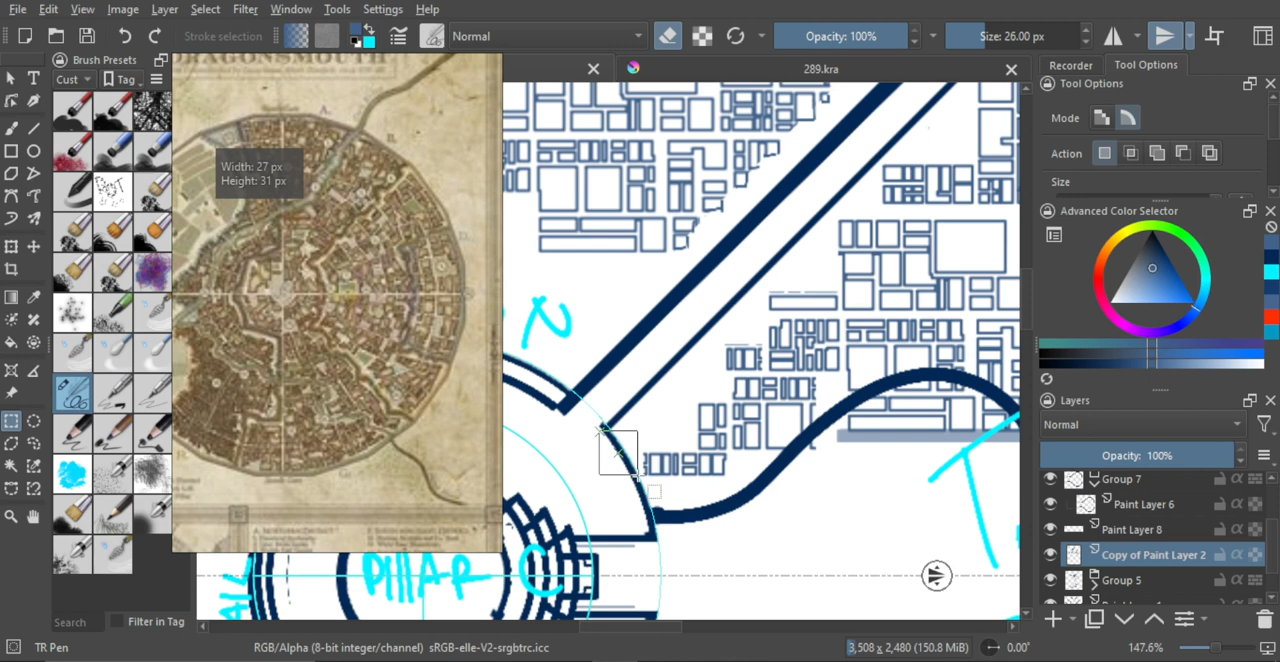 File Edit View Image Layer Select Filter Window Tools Settings Help
Stroke selection
Normal
Opacity: 100%
Size: 26.00 px
Brush Presets
Cust
Tag
DRAGONSMOUTH
Width: 27 px
Height: 31 px
289.kra
2
PIllAR
Search
Filter in Tag
Recorder
Tool Options
Tool Options
Mode
Action
Size
Advanced Color Selector
Layers
Normal
Opacity: 100%
Group 7
Paint Layer 6
Paint Layer 8
Copy of Paint Layer 2
Group 5
TR Pen
RGB/Alpha (8-bit integer/channel) sRGB-elle-V2-srgbtrc.icc
3,508 x 2,480 (150.8 MiB)
0.00°
147.6%